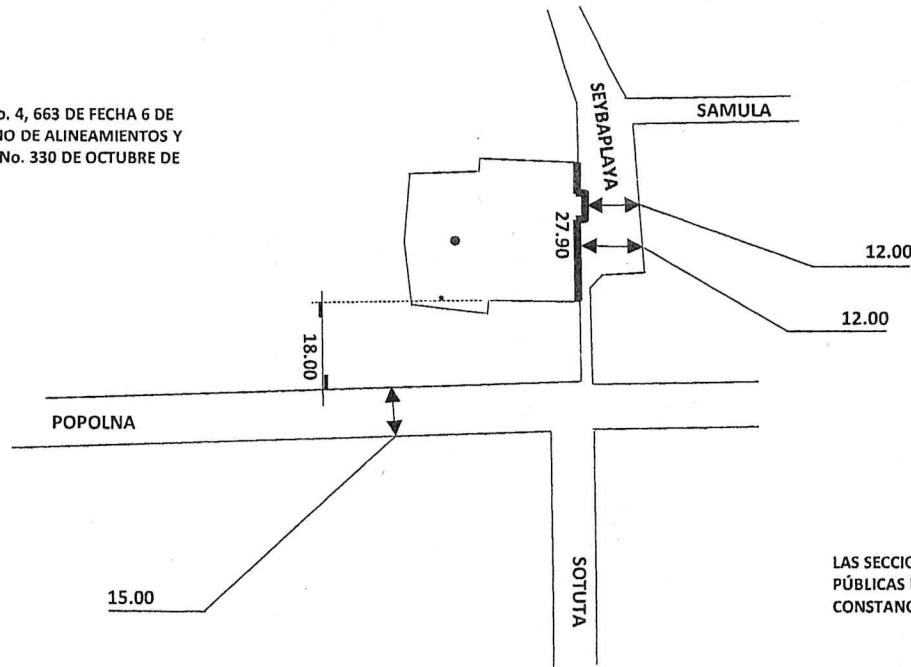 o. 4, 663 DE FECHA 6 DE
NO DE ALINEAMIENTOS Y
No. 330 DE OCTUBRE DE
SEYBAPLAYA
SAMULA
27.90
12.00
12.00
18.00
POPOLNA
15.00
SOTUTA
LAS SECCIO
PÚBLICAS
CONSTANC